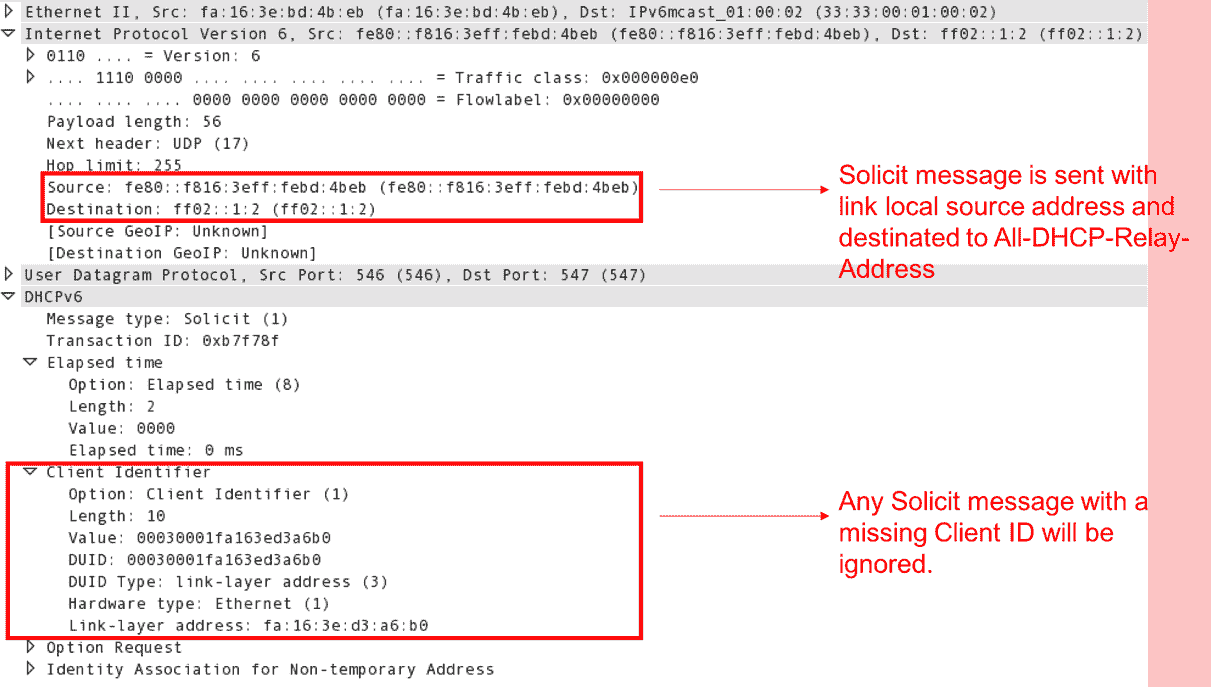 Ethernet II, Src: fa:16:3e:bd:4b:eb (fa:16:3e:bd:4b:eb), Dst: IPv6mcast_01:00:02 (33:33:00:01:00:02)
Internet Protocol Version 6, Src: fe80::f816:3eff:febd:4beb (fe80::f816:3eff:febd:4beb), Dst: ff02::1:2 (ff02::1:2)
0110 .... = Version: 6
.... 1110 0000 .... .... .... .... .... = Traffic class: 0x000000e0
.... .... .... 0000 0000 0000 0000 0000 = Flowlabel: 0x00000000
Payload length: 56
Next header: UDP (17)
Hop limit: 255
Source: fe80::f816:3eff:febd:4beb (fe80::f816:3eff:febd:4beb)
Destination: ff02::1:2 (ff02::1:2)
[Source GeoIP: Unknown]
[Destination GeoIP: Unknown]
Solicit message is sent with
link local source address and
destinated to All-DHCP-Relay-
Address
User Datagram Protocol, Src Port: 546 (546), Dst Port: 547 (547)
DHCPv6
Message type: Solicit (1)
Transaction ID: 0xb7f78f
Elapsed time
Option: Elapsed time (8)
Length: 2
Value: 0000
Elapsed time: 0 ms
Client Identifier
Option: Client Identifier (1)
Length: 10
Value: 00030001fa163ed3a6b0
DUID: 00030001fa163ed3a6b0
DUID Type: link-layer address (3)
Hardware type: Ethernet (1)
Link-layer address: fa:16:3e:d3:a6:b0
Any Solicit message with a
missing Client ID will be
ignored.
Option Request
Identity Association for Non-temporary Address